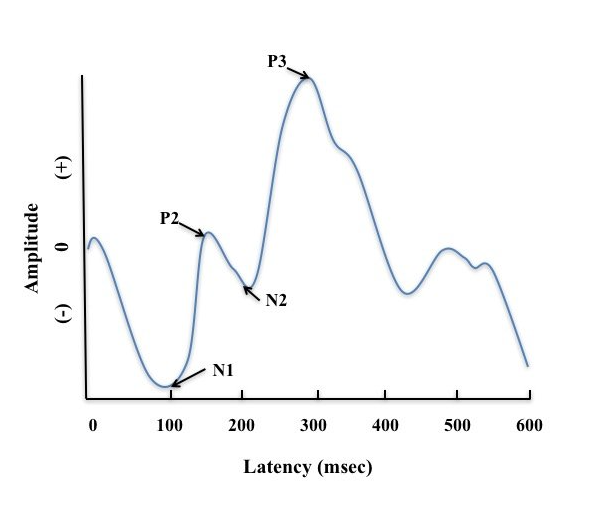 P3
(+)
P2
Amplitude
0
N2
(-)
N1
0 100 200 300 400 500 600
Latency (msec)